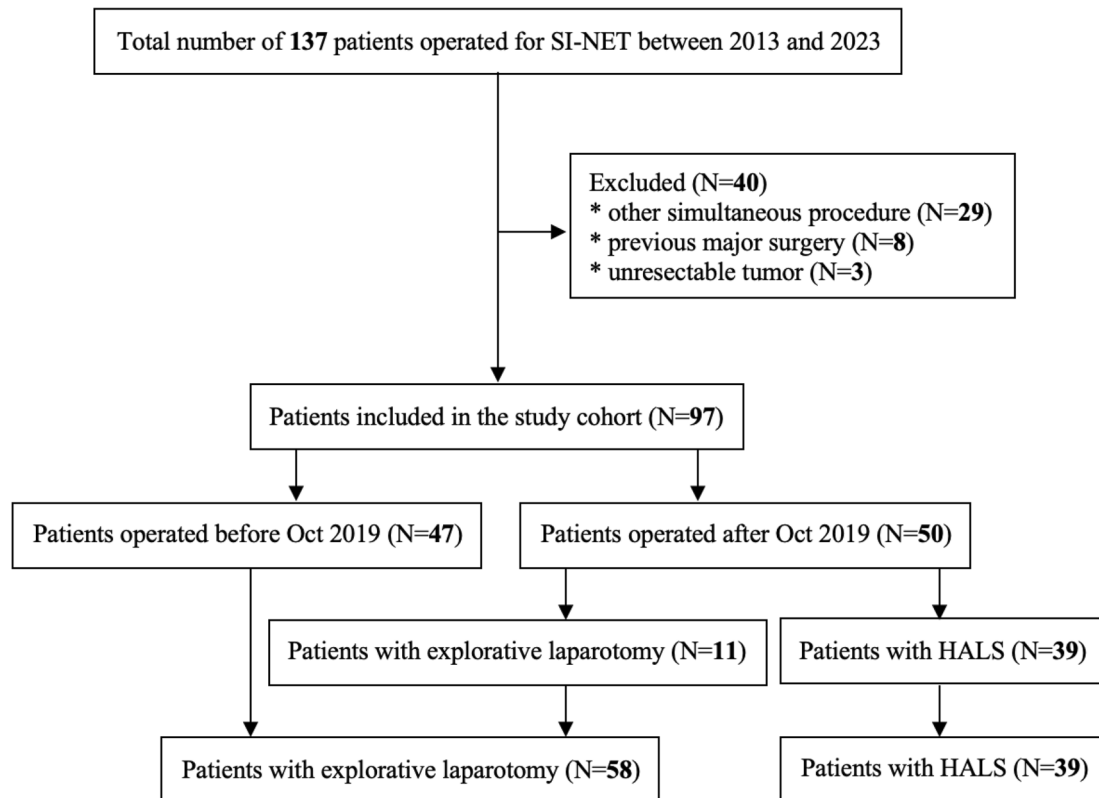 Total number of 137 patients operated for SI-NET between 2013 and 2023
Excluded (N=40)
* other simultaneous procedure (N=29)
* previous major surgery (N=8)
* unresectable tumor (N=3)
Patients included in the study cohort (N=97)
Patients operated before Oct 2019 (N=47)
Patients operated after Oct 2019 (N=50)
Patients with explorative laparotomy (N=11)
Patients with HALS (N=39)
Patients with explorative laparotomy (N=58)
Patients with HALS (N=39)